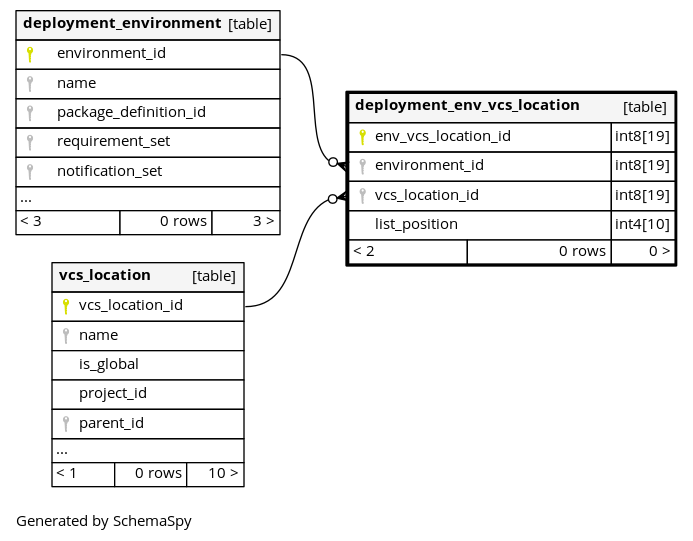 deployment_environment [table]
environment_id
name
package_definition_id
requirement_set
notification_set
...
< 3 0 rows 3 >
deployment_env_vcs_location [table]
env_vcs_location_id int8[19]
environment_id int8[19]
vcs_location_id int8[19]
list_position int4[10]
< 2 0 rows 0 >
vcs_location [table]
vcs_location_id
name
is_global
project_id
parent_id
...
< 1 0 rows 10 >
Generated by SchemaSpy